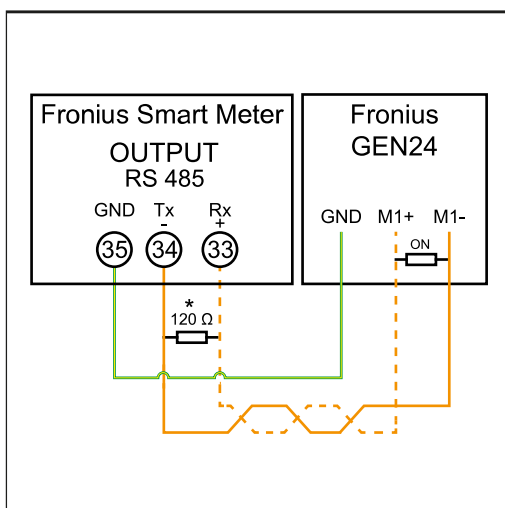 Fronius Smart Meter
OUTPUT
RS 485
GND Tx Rx
- +
35 34 33
Fronius
GEN24
GND M1+ M1-
ON
*
120 Ω